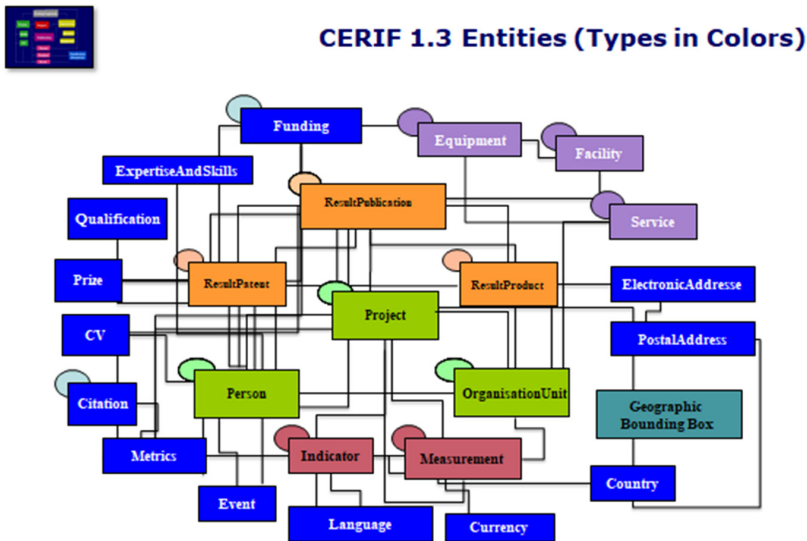 CERIF 1.3 Entities (Types in Colors)
Funding
Equipment
Facility
ExpertiseAndSkills
ResultPublication
Qualification
Service
Prize
ResultPatent
ResultProduct
ElectronicAddresse
Project
CV
PostalAddress
Person
OrganisationUnit
Citation
Geographic
Bounding Box
Metrics
Indicator
Measurement
Country
Event
Language
Currency